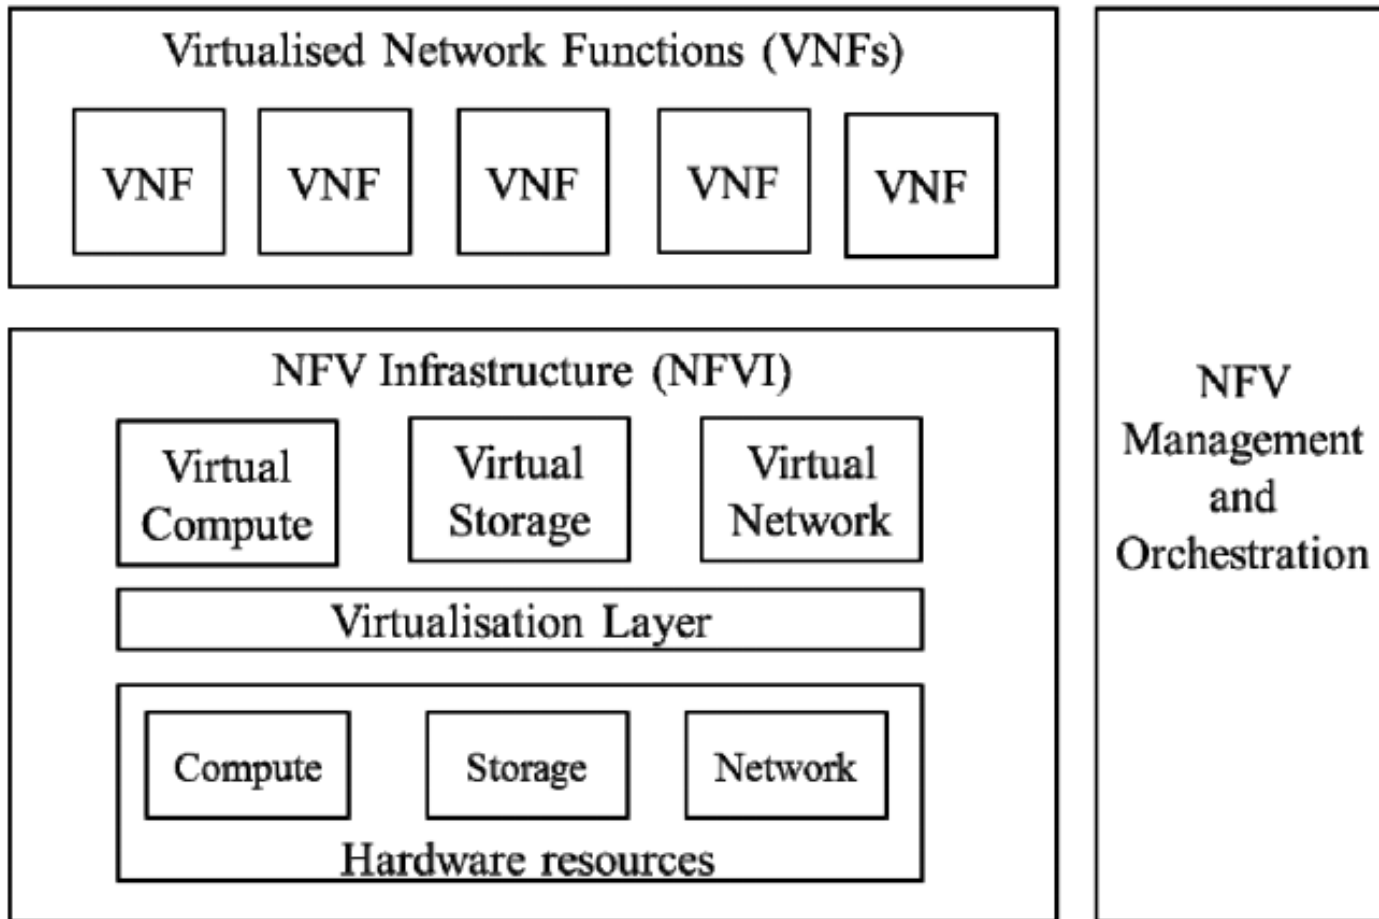 Virtualised Network Functions (VNFs)
VNF VNF VNF VNF VNF
NFV Infrastructure (NFVI)
Virtual
Compute
Virtual
Storage
Virtual
Network
Virtualisation Layer
Compute Storage Network
Hardware resources
NFV
Management
and
Orchestration